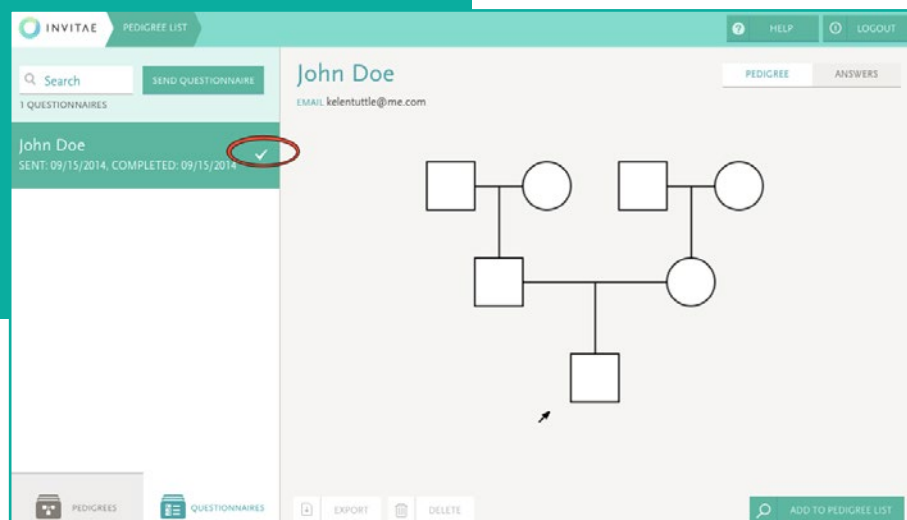 INVITAE PEDIGREE LIST HELP LOGOUT
Search SEND QUESTIONNAIRE
1 QUESTIONNAIRES
John Doe
SENT: 09/15/2014, COMPLETED: 09/15/2014
John Doe
EMAIL kelentuttle@me.com
PEDIGREE ANSWERS
PEDIGREES QUESTIONNAIRES
EXPORT DELETE
ADD TO PEDIGREE LIST